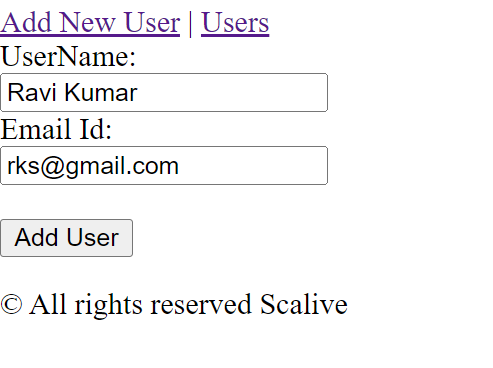 Add New User | Users
UserName:
Ravi Kumar
Email Id:
rks@gmail.com
Add User
© All rights reserved Scalive